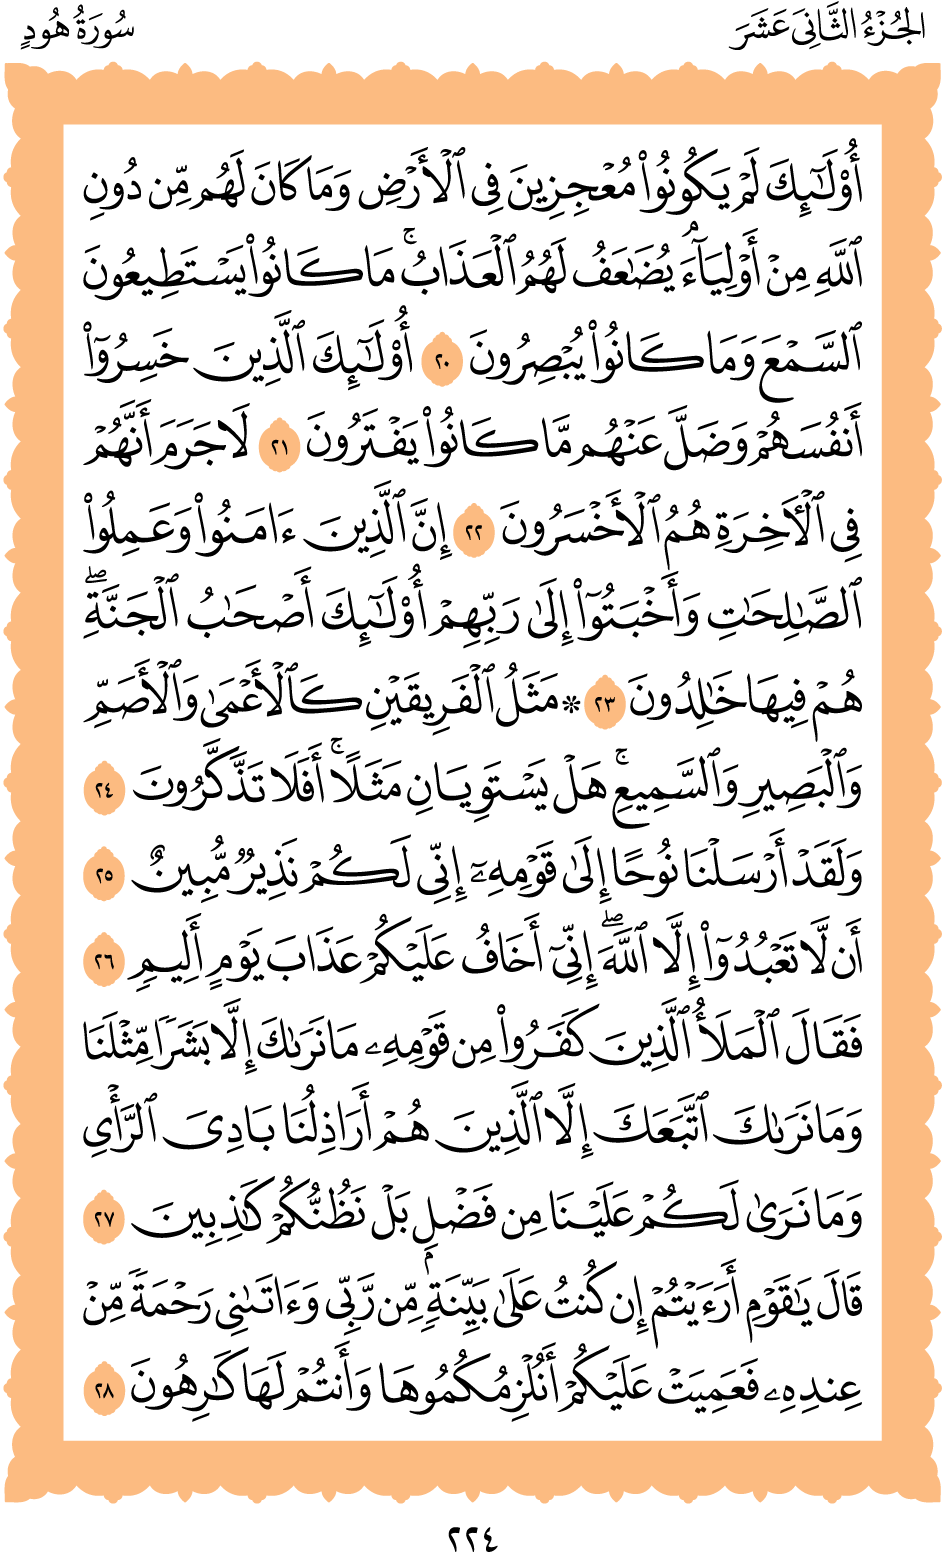 الجُزْءُ الثَّانِيَ عَشَرَ
سُورَةُ هُودٍ
أُوْلَٰٓئِكَ لَمۡ يَكُونُواْ مُعۡجِزِينَ فِي ٱلۡأَرۡضِ وَمَا كَانَ لَهُم مِّن دُونِ
ٱللَّهِ مِنۡ أَوۡلِيَآءَۘ يُضَٰعَفُ لَهُمُ ٱلۡعَذَابُۚ مَا كَانُواْ يَسۡتَطِيعُونَ
ٱلسَّمۡعَ وَمَا كَانُواْ يُبۡصِرُونَ ٢٠ أُوْلَٰٓئِكَ ٱلَّذِينَ خَسِرُوٓاْ
أَنفُسَهُمۡ وَضَلَّ عَنۡهُم مَّا كَانُواْ يَفۡتَرُونَ ٢١ لَا جَرَمَ أَنَّهُمۡ
فِي ٱلۡأٓخِرَةِ هُمُ ٱلۡأَخۡسَرُونَ ٢٢ إِنَّ ٱلَّذِينَ ءَامَنُواْ وَعَمِلُواْ
ٱلصَّٰلِحَٰتِ وَأَخۡبَتُوٓاْ إِلَىٰ رَبِّهِمۡ أُوْلَٰٓئِكَ أَصۡحَٰبُ ٱلۡجَنَّةِۖ
هُمۡ فِيهَا خَٰلِدُونَ ٢٣ ۞ مَثَلُ ٱلۡفَرِيقَيۡنِ كَٱلۡأَعۡمَىٰ وَٱلۡأَصَمِّ
وَٱلۡبَصِيرِ وَٱلسَّمِيعِۚ هَلۡ يَسۡتَوِيَانِ مَثَلًاۚ أَفَلَا تَذَكَّرُونَ ٢٤
وَلَقَدۡ أَرۡسَلۡنَا نُوحًا إِلَىٰ قَوۡمِهِۦٓ إِنِّي لَكُمۡ نَذِيرٞ مُّبِينٌ ٢٥
أَن لَّا تَعۡبُدُوٓاْ إِلَّا ٱللَّهَۖ إِنِّيٓ أَخَافُ عَلَيۡكُمۡ عَذَابَ يَوۡمٍ أَلِيمٖ ٢٦
فَقَالَ ٱلۡمَلَأُ ٱلَّذِينَ كَفَرُواْ مِن قَوۡمِهِۦ مَا نَرَىٰكَ إِلَّا بَشَرٗا مِّثۡلَنَا
وَمَا نَرَىٰكَ ٱتَّبَعَكَ إِلَّا ٱلَّذِينَ هُمۡ أَرَاذِلُنَا بَادِيَ ٱلرَّأۡيِ
وَمَا نَرَىٰ لَكُمۡ عَلَيۡنَا مِن فَضۡلِۭ بَلۡ نَظُنُّكُمۡ كَٰذِبِينَ ٢٧
قَالَ يَٰقَوۡمِ أَرَءَيۡتُمۡ إِن كُنتُ عَلَىٰ بَيِّنَةٖ مِّن رَّبِّي وَءَاتَىٰنِي رَحۡمَةٗ مِّنۡ
عِندِهِۦ فَعُمِّيَتۡ عَلَيۡكُمۡ أَنُلۡزِمُكُمُوهَا وَأَنتُمۡ لَهَا كَٰرِهُونَ ٢٨
٢٢٤